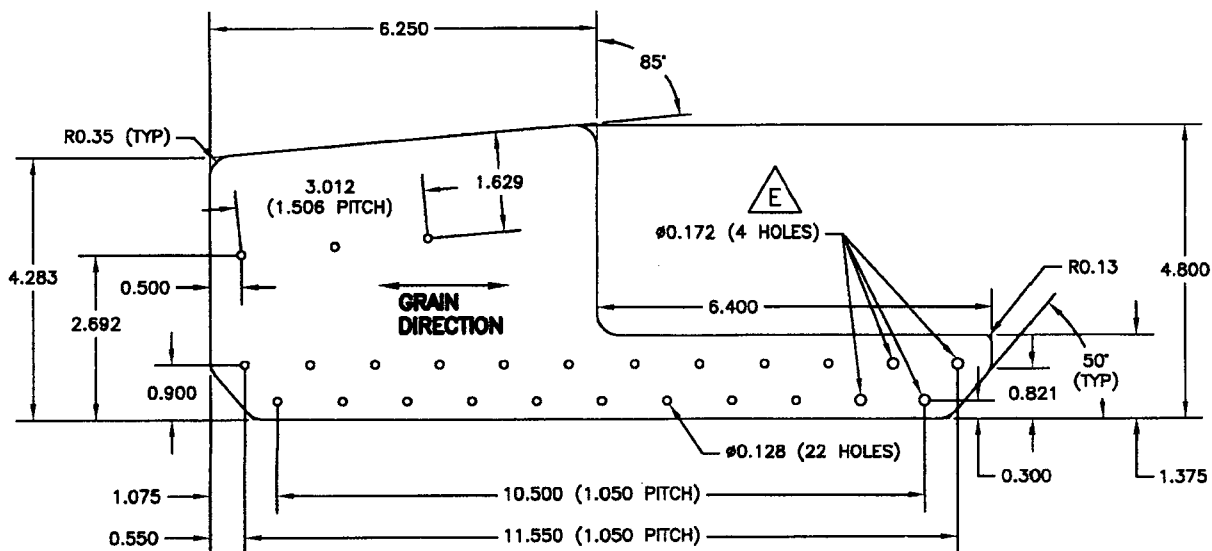 6.250
85°
R0.35 (TYP)
3.012
(1.506 PITCH)
1.629
E
ø0.172 (4 HOLES)
R0.13
4.283
4.800
0.500
6.400
2.692
GRAIN
DIRECTION
50°
(TYP)
0.900
0.821
ø0.128 (22 HOLES)
0.300
1.375
1.075
10.500 (1.050 PITCH)
0.550
11.550 (1.050 PITCH)